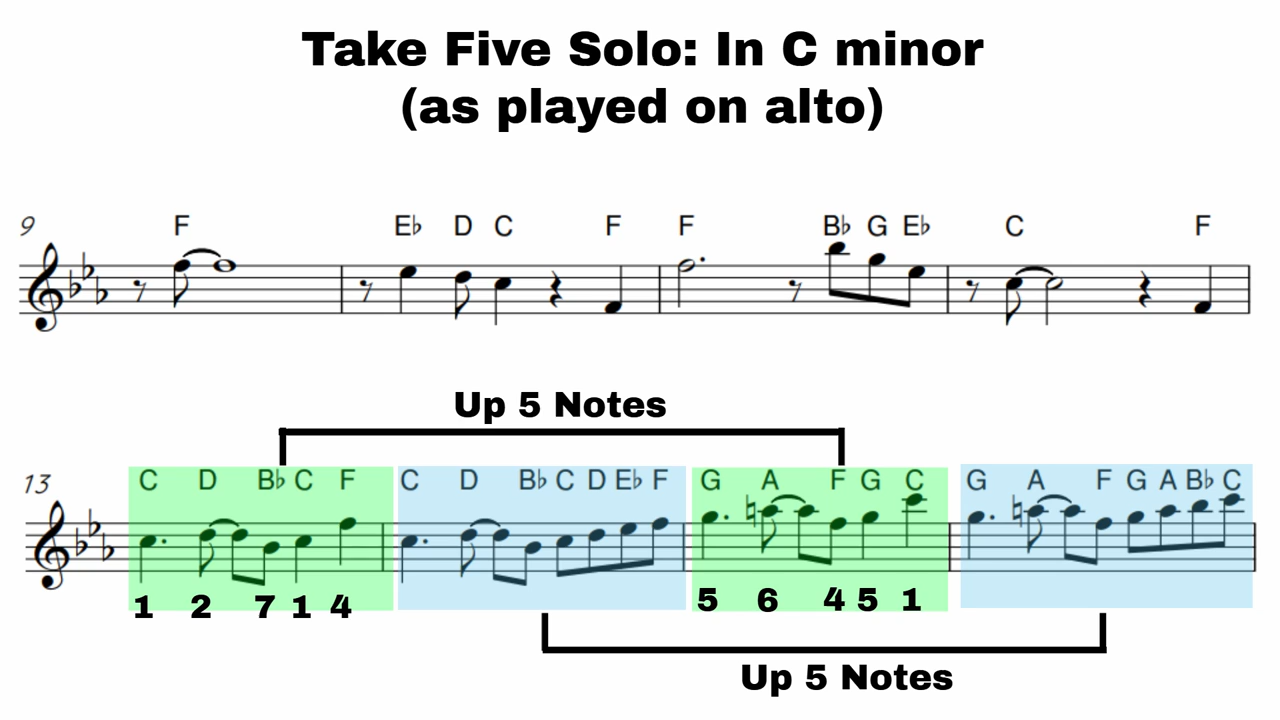 Take Five Solo: In C minor
(as played on alto)
9 F E♭ D C F F B♭ G E♭ C F
Up 5 Notes
13 C D B♭ C F C D B♭ C D E♭ F G A F G C G A F G A B♭ C
1 2 7 1 4 5 6 4 5 1
Up 5 Notes